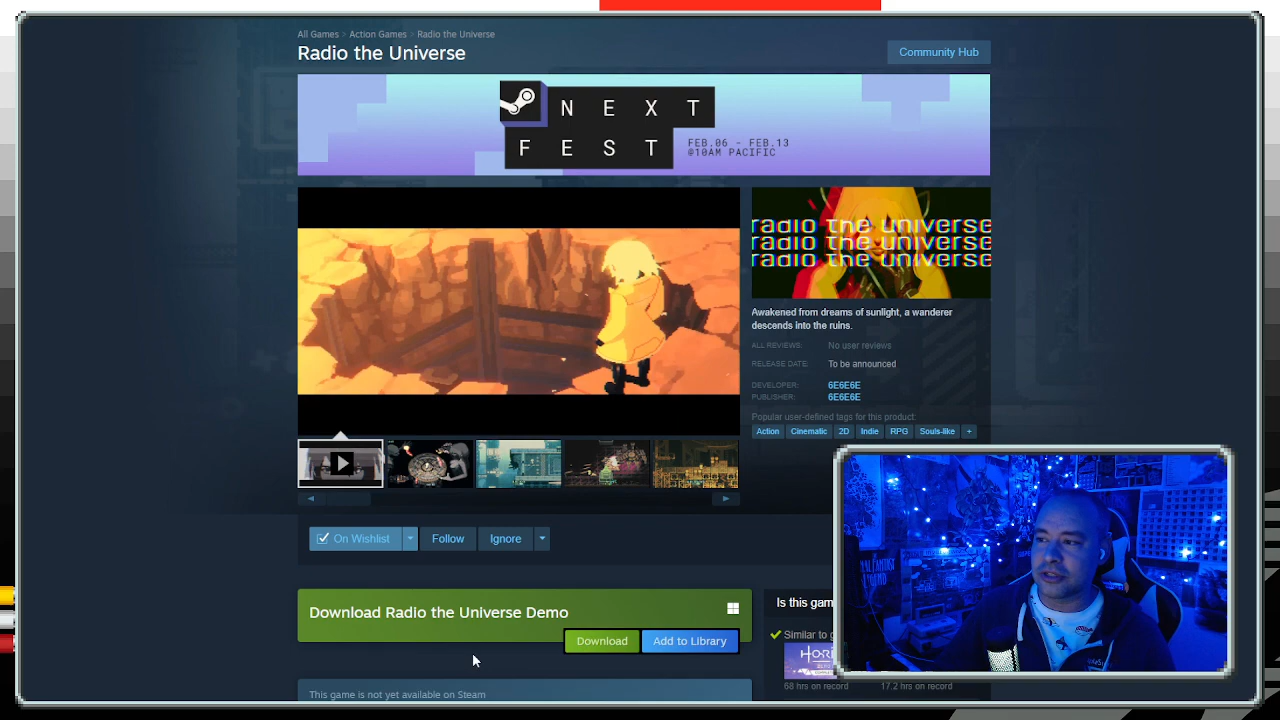 All Games > Action Games > Radio the Universe
Radio the Universe
Community Hub
NEXT
FEST
FEB.06 - FEB.13
@10AM PACIFIC
radio the universe
radio the universe
radio the universe
Awakened from dreams of sunlight, a wanderer
descends into the ruins.
ALL REVIEWS: No user reviews
RELEASE DATE: To be announced
DEVELOPER: 6E6E6E
PUBLISHER: 6E6E6E
Popular user-defined tags for this product:
Action Cinematic 2D Indie RPG Souls-like +
On Wishlist Follow Ignore
Download Radio the Universe Demo
Download Add to Library
Is this gam
Similar to g
HORI
68 hrs on record 17.2 hrs on record
This game is not yet available on Steam